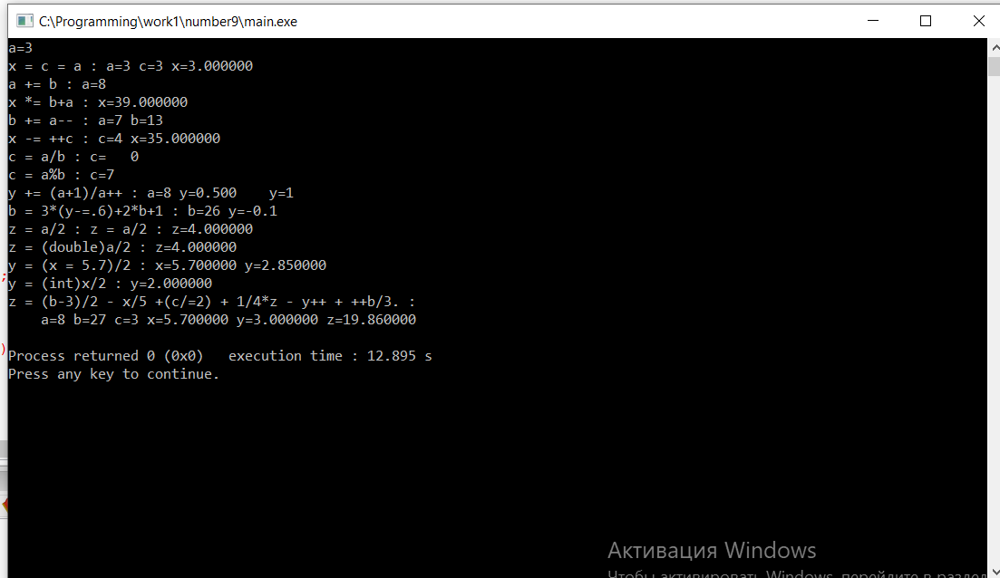 C:\Programming\work1\number9\main.exe
a=3
x = c = a : a=3 c=3 x=3.000000
a += b : a=8
x *= b+a : x=39.000000
b += a-- : a=7 b=13
x -= ++c : c=4 x=35.000000
c = a/b : c=   0
c = a%b : c=7
y += (a+1)/a++ : a=8 y=0.500    y=1
b = 3*(y-=.6)+2*b+1 : b=26 y=-0.1
z = a/2 : z = a/2 : z=4.000000
z = (double)a/2 : z=4.000000
y = (x = 5.7)/2 : x=5.700000 y=2.850000
y = (int)x/2 : y=2.000000
z = (b-3)/2 - x/5 +(c/=2) + 1/4*z - y++ + ++b/3. :
    a=8 b=27 c=3 x=5.700000 y=3.000000 z=19.860000
Process returned 0 (0x0)   execution time : 12.895 s
Press any key to continue.
Активация Windows
Чтобы активировать Windows, перейдите в раздел